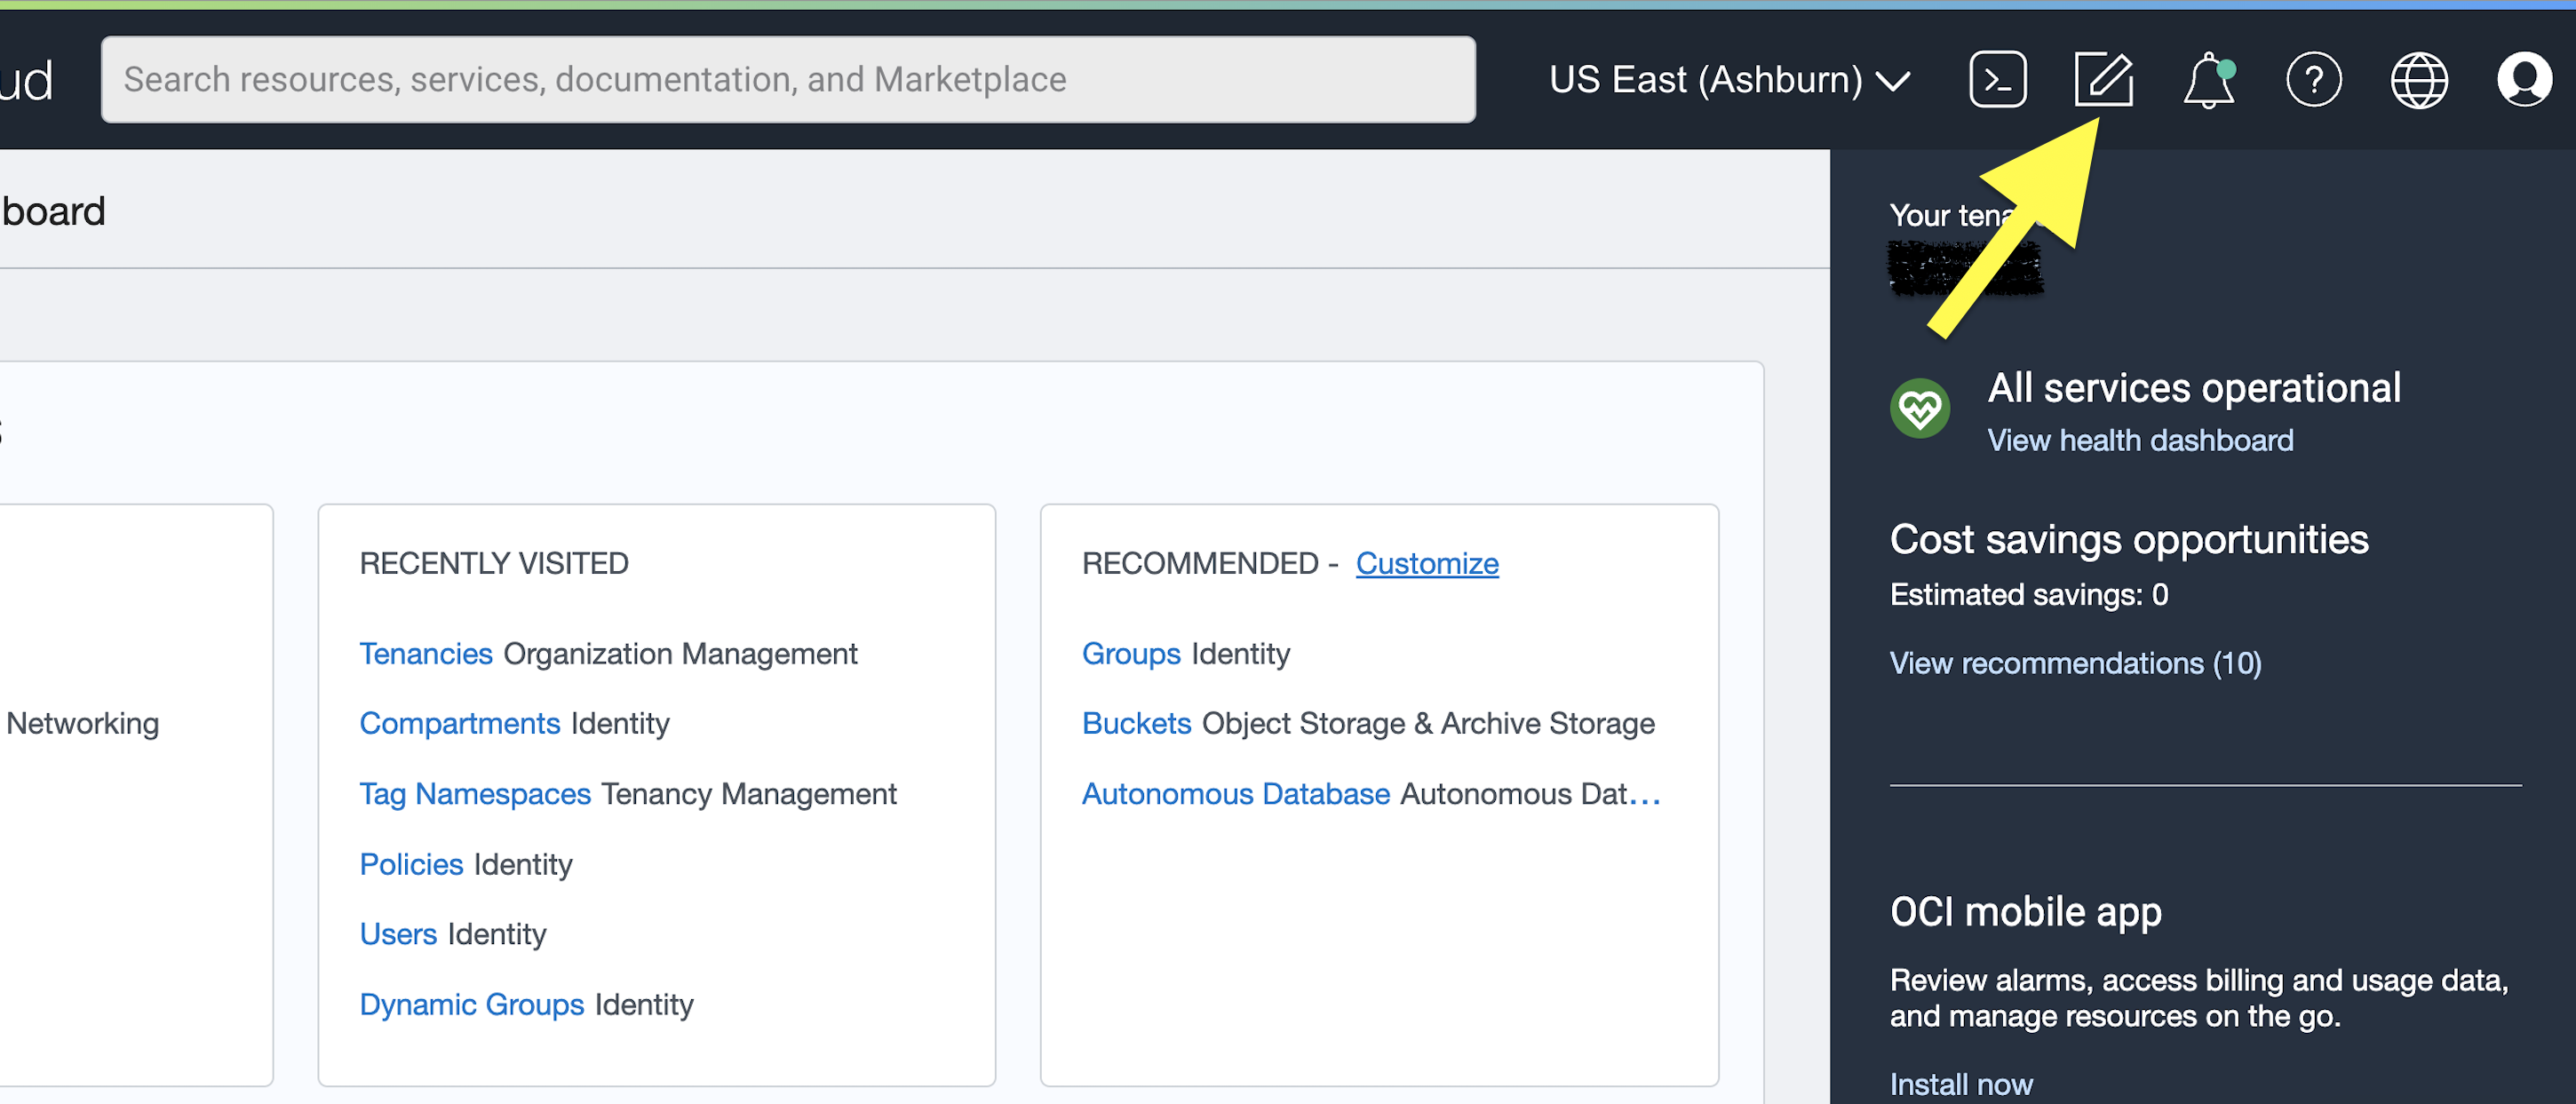 ud
Search resources, services, documentation, and Marketplace
US East (Ashburn)
board
Networking
RECENTLY VISITED
Tenancies Organization Management
Compartments Identity
Tag Namespaces Tenancy Management
Policies Identity
Users Identity
Dynamic Groups Identity
RECOMMENDED - Customize
Groups Identity
Buckets Object Storage & Archive Storage
Autonomous Database Autonomous Dat...
Your tena
All services operational
View health dashboard
Cost savings opportunities
Estimated savings: 0
View recommendations (10)
OCI mobile app
Review alarms, access billing and usage data,
and manage resources on the go.
Install now